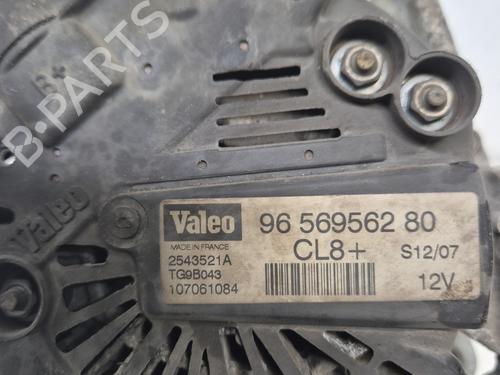 B+
B-PARTS
Valeo
Valeo
MADE IN FRANCE
96 569562 80
CL8+
S12/07
12V
2543521A
TG9B043
107061084